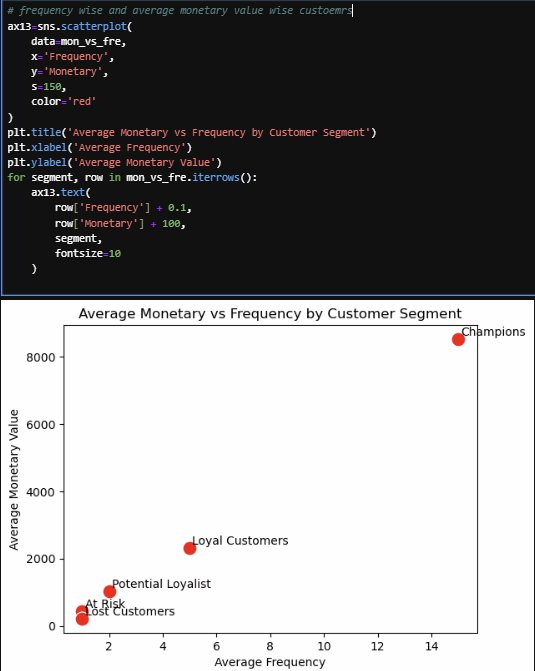 # frequency wise and average monetary value wise custoemrs
ax13=sns.scatterplot(
    data=mon_vs_fre,
    x='Frequency',
    y='Monetary',
    s=150,
    color='red'
)
plt.title('Average Monetary vs Frequency by Customer Segment')
plt.xlabel('Average Frequency')
plt.ylabel('Average Monetary Value')
for segment, row in mon_vs_fre.iterrows():
    ax13.text(
        row['Frequency'] + 0.1,
        row['Monetary'] + 100,
        segment,
        fontsize=10
    )
Average Monetary vs Frequency by Customer Segment
Champions
8000
6000
Average Monetary Value
4000
Loyal Customers
2000
Potential Loyalist
At Risk
Lost Customers
0
2 4 6 8 10 12 14
Average Frequency